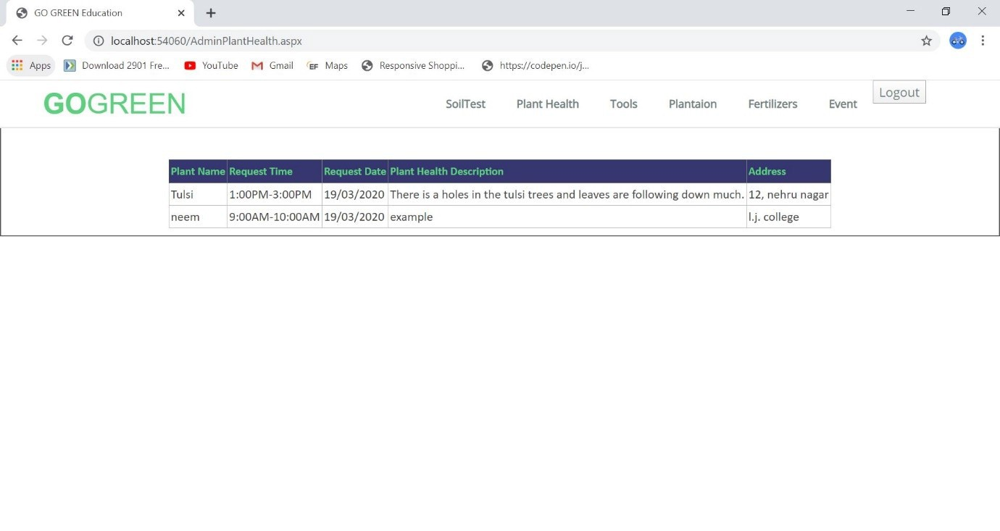 GO GREEN Education
localhost:54060/AdminPlantHealth.aspx
Apps Download 2901 Fre... YouTube Gmail EF Maps Responsive Shoppi... https://codepen.io/j...
GOGREEN SoilTest Plant Health Tools Plantaion Fertilizers Event Logout
Plant Name Request Time Request Date Plant Health Description Address
Tulsi 1:00PM-3:00PM 19/03/2020 There is a holes in the tulsi trees and leaves are following down much. 12, nehru nagar
neem 9:00AM-10:00AM 19/03/2020 example l.j. college